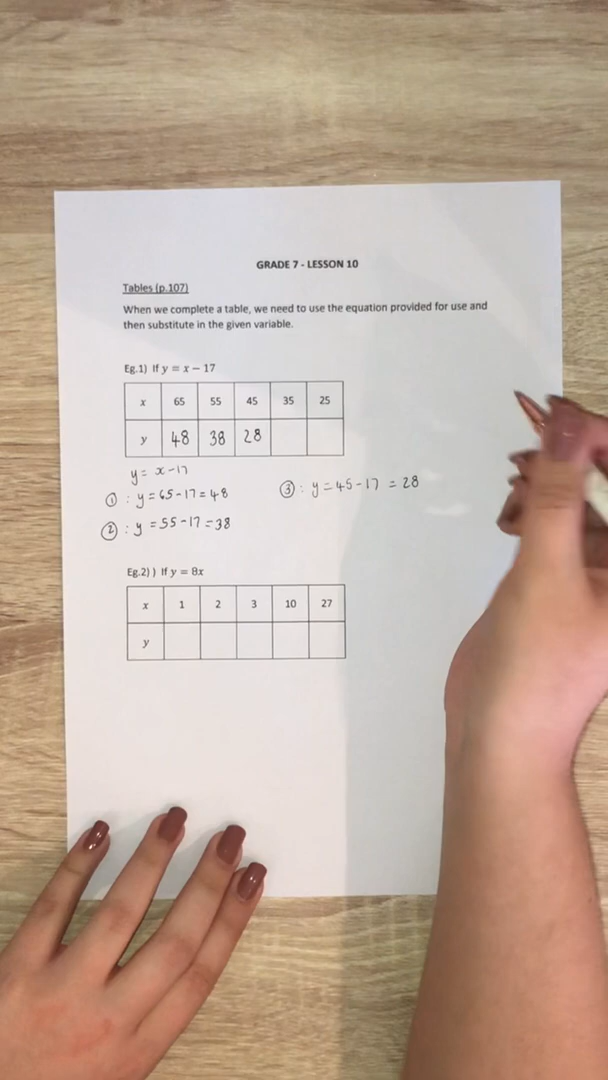 GRADE 7 - LESSON 10
Tables (p.107)
When we complete a table, we need to use the equation provided for use and
then substitute in the given variable.
Eg.1) If y = x − 17
x 65 55 45 35 25
y 48 38 28
y = x-17
① : y = 65-17 = 48
③ : y = 45-17 = 28
② : y = 55-17 = 38
Eg.2) ) If y = 8x
x 1 2 3 10 27
y